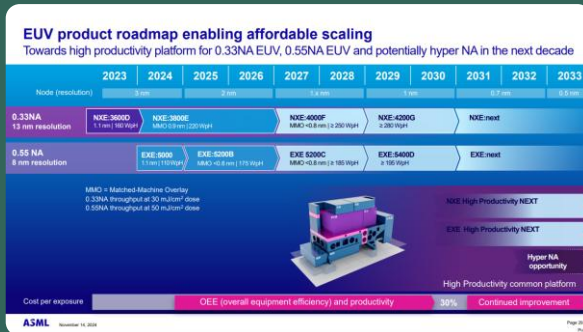 EUV product roadmap enabling affordable scaling
Towards high productivity platform for 0.33NA EUV, 0.55NA EUV and potentially hyper NA in the next decade
2023 2024 2025 2026 2027 2028 2029 2030 2031 2032 2033
Node (resolution) 3 nm 2 nm 1.x nm 1 nm 0.7 nm 0.5 nm
0.33NA
13 nm resolution
NXE:3600D
1.1 nm | 160 WpH
NXE:3800E
MMO 0.9 nm | 220 WpH
NXE:4000F
MMO <0.8 nm | ≥ 250 WpH
NXE:4200G
≥ 280 WpH
NXE:next
0.55 NA
8 nm resolution
EXE:5000
1.1 nm | 110 WpH
EXE:5200B
MMO <0.8 nm | 175 WpH
EXE 5200C
MMO <0.8 nm | ≥ 185 WpH
EXE:5400D
≥ 195 WpH
EXE:next
MMO = Matched-Machine Overlay
0.33NA throughput at 30 mJ/cm² dose
0.55NA throughput at 50 mJ/cm² dose
NXE High Productivity NEXT
EXE High Productivity NEXT
Hyper NA
opportunity
High Productivity common platform
Cost per exposure OEE (overall equipment efficiency) and productivity 30% Continued improvement
ASML November 14, 2024